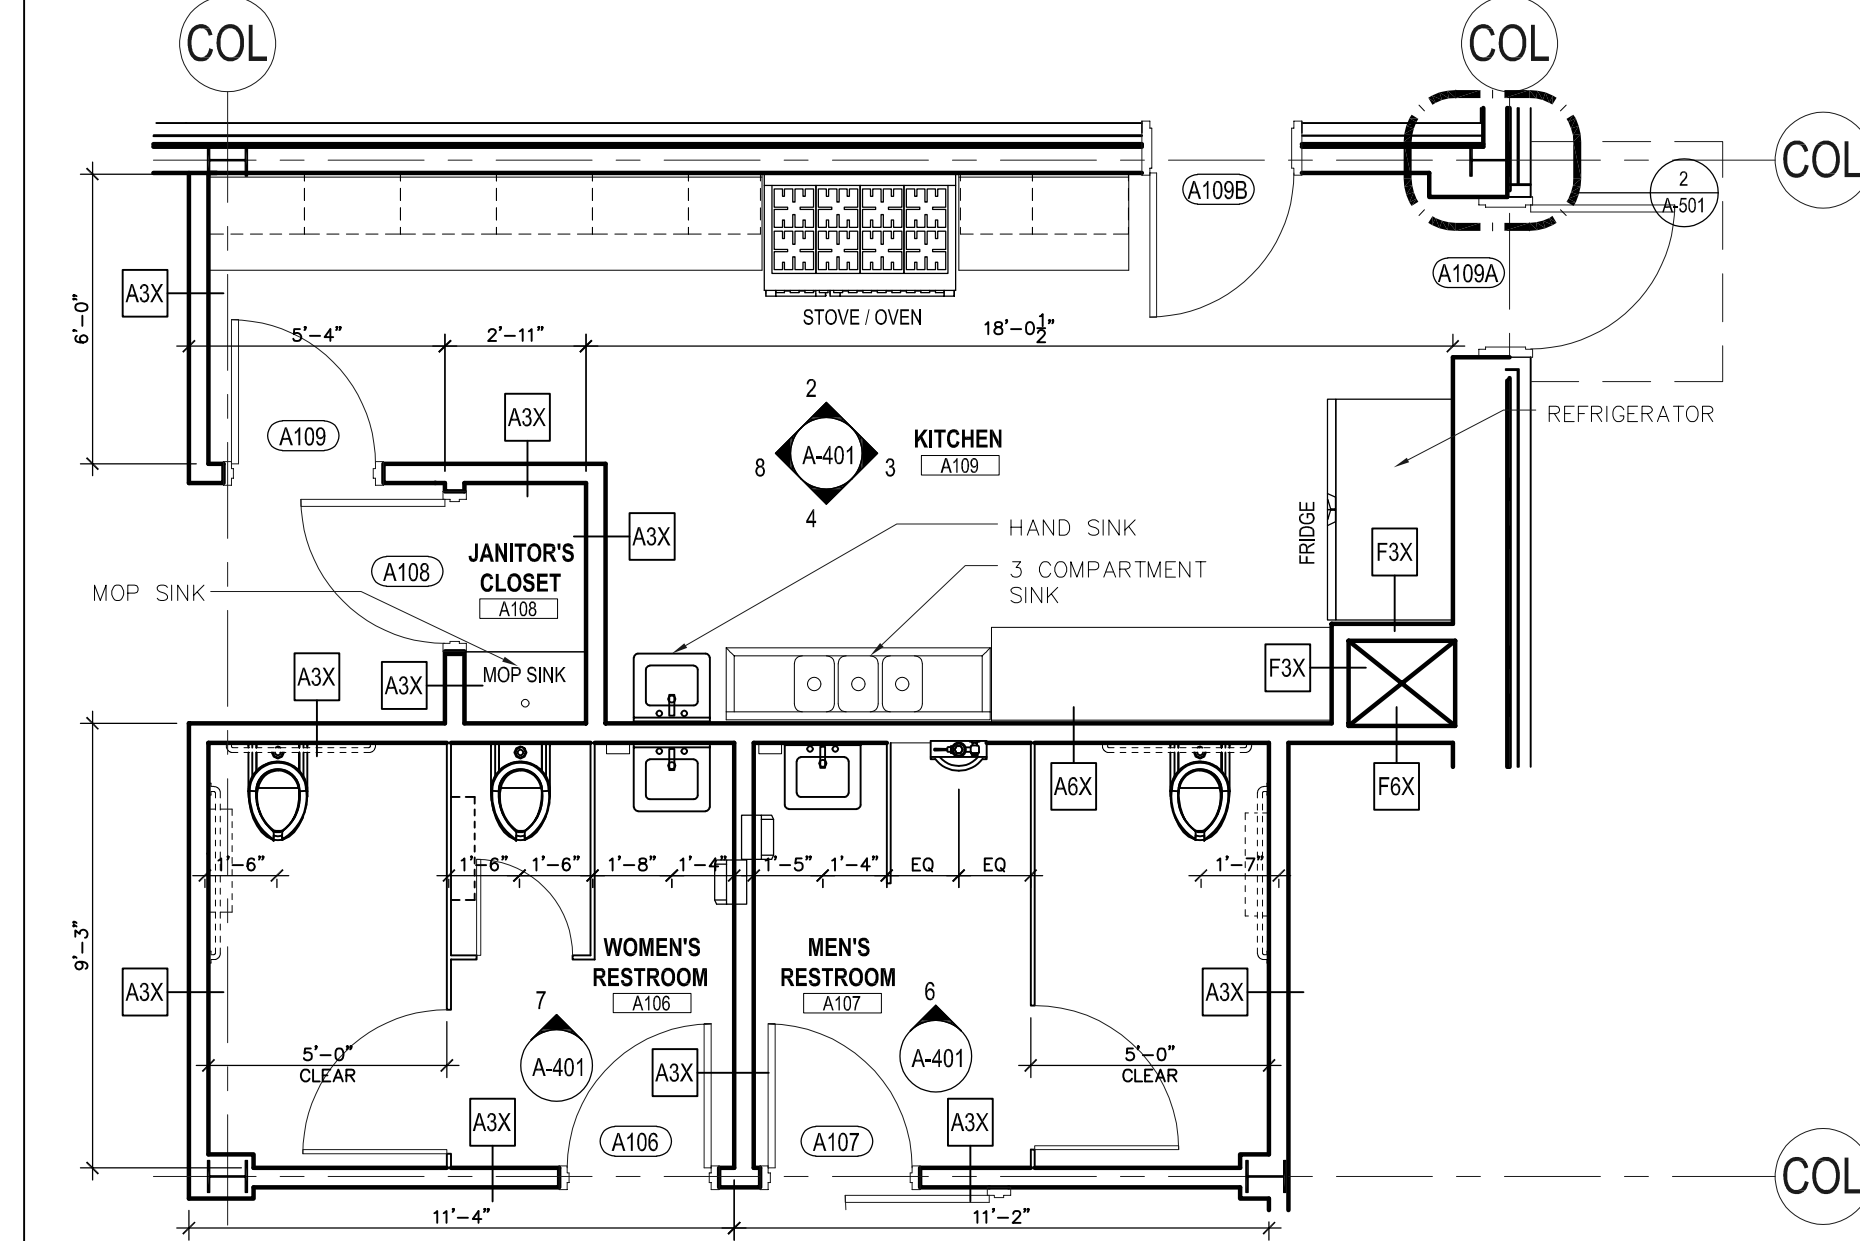 COL
COL
COL
2
A-501
A109B
A109A
A3X
6'-0"
STOVE / OVEN
5'-4"
2'-11"
18'-0 1/2"
2
A3X
A109
8
A-401
3
4
KITCHEN
A109
REFRIGERATOR
FRIDGE
HAND SINK
3 COMPARTMENT
SINK
A3X
F3X
JANITOR'S
CLOSET
A108
A108
MOP SINK
A3X
A3X
MOP SINK
F3X
A6X
F6X
1'-6"
1'-6"
1'-6"
1'-8"
1'-4"
1'-5"
1'-4"
EQ
EQ
1'-7"
9'-3"
WOMEN'S
RESTROOM
A106
MEN'S
RESTROOM
A107
A3X
A3X
7
A-401
6
A-401
5'-0"
CLEAR
5'-0"
CLEAR
A3X
A3X
A106
A107
A3X
COL
11'-4"
11'-2"